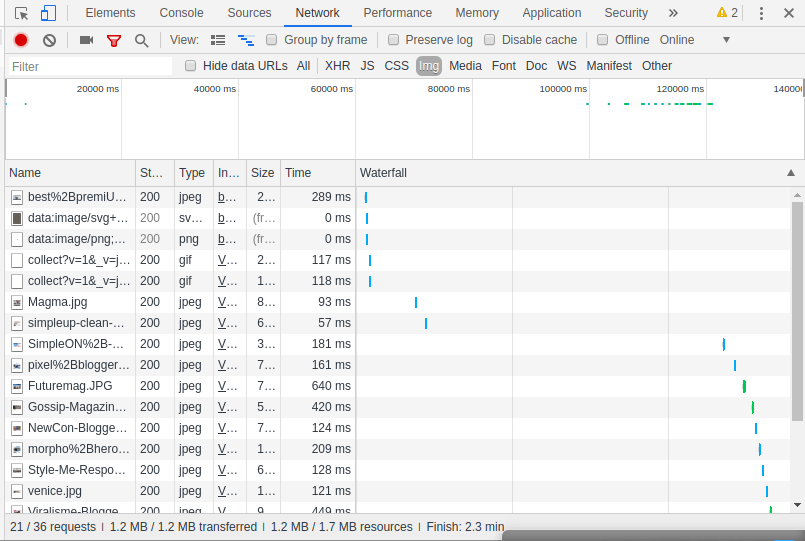 Elements Console Sources Network Performance Memory Application Security » 2
View: Group by frame Preserve log Disable cache Offline Online
Filter Hide data URLs All XHR JS CSS Img Media Font Doc WS Manifest Other
20000 ms 40000 ms 60000 ms 80000 ms 100000 ms 120000 ms 14000
Name St… Type In… Size Time Waterfall
best%2BpremiU… 200 jpeg b… 2… 289 ms
data:image/svg+… 200 sv… b… (fr… 0 ms
data:image/png;… 200 png b… (fr… 0 ms
collect?v=1&_v=j… 200 gif V… 2… 117 ms
collect?v=1&_v=j… 200 gif V… 1… 118 ms
Magma.jpg 200 jpeg V… 8… 93 ms
simpleup-clean-… 200 jpeg V… 6… 57 ms
SimpleON%2B-… 200 jpeg V… 3… 181 ms
pixel%2Bblogger… 200 jpeg V… 7… 161 ms
Futuremag.JPG 200 jpeg V… 7… 640 ms
Gossip-Magazin… 200 jpeg V… 5… 420 ms
NewCon-Blogge… 200 jpeg V… 7… 124 ms
morpho%2Bhero… 200 jpeg V… 1… 209 ms
Style-Me-Respo… 200 jpeg V… 6… 128 ms
venice.jpg 200 jpeg V… 1… 121 ms
Viralisme-Blogge… 200 jpeg V… 9… 449 ms
21 / 36 requests | 1.2 MB / 1.2 MB transferred | 1.2 MB / 1.7 MB resources | Finish: 2.3 min